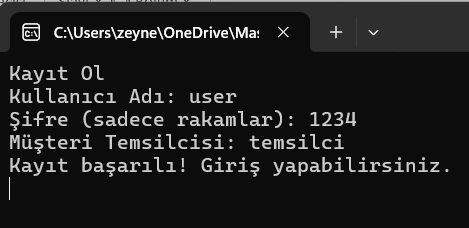 C:\Users\zeyne\OneDrive\Mas
Kayıt Ol
Kullanıcı Adı: user
Şifre (sadece rakamlar): 1234
Müşteri Temsilcisi: temsilci
Kayıt başarılı! Giriş yapabilirsiniz.